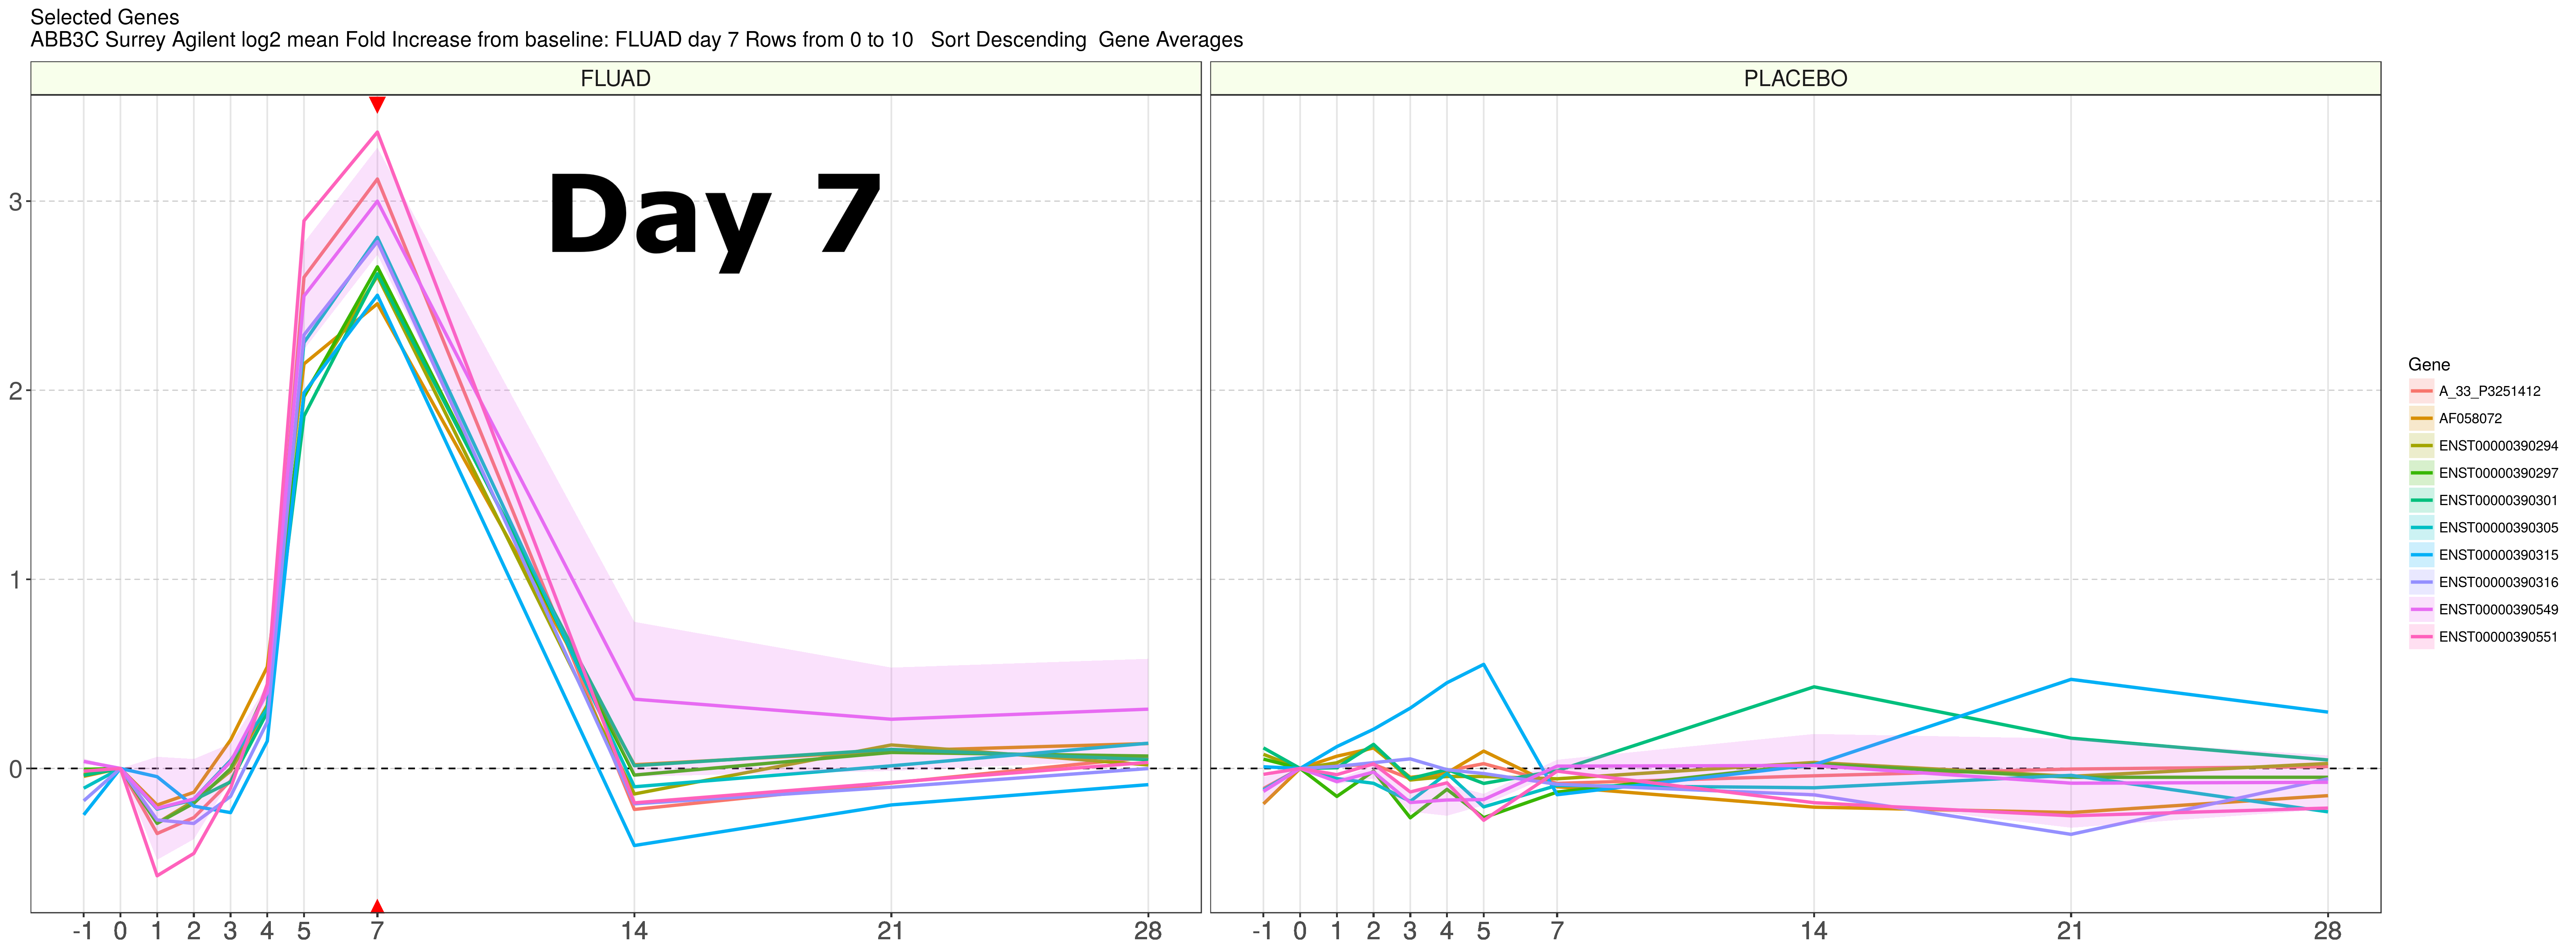 Selected Genes
ABB3C Surrey Agilent log2 mean Fold Increase from baseline: FLUAD day 7 Rows from 0 to 10   Sort Descending  Gene Averages
FLUAD
PLACEBO
Day 7
3
2
1
0
-1 0 1 2 3 4 5 7 14 21 28
-1 0 1 2 3 4 5 7 14 21 28
Gene
A_33_P3251412
AF058072
ENST00000390294
ENST00000390297
ENST00000390301
ENST00000390305
ENST00000390315
ENST00000390316
ENST00000390549
ENST00000390551